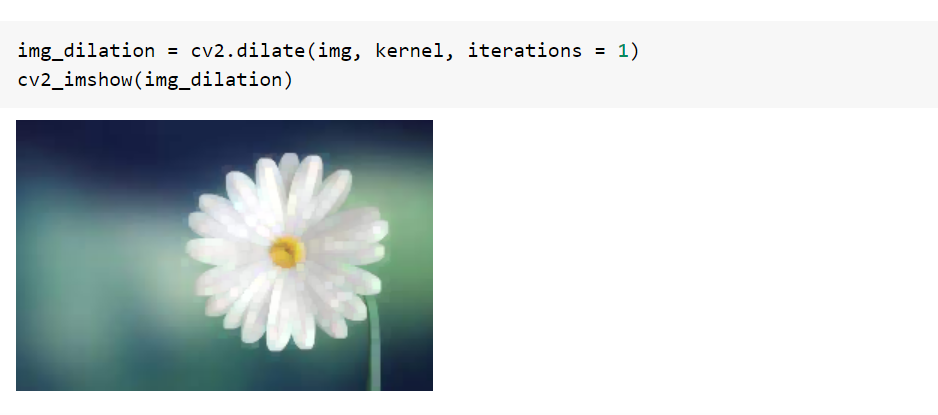 img_dilation = cv2.dilate(img, kernel, iterations = 1)
cv2_imshow(img_dilation)